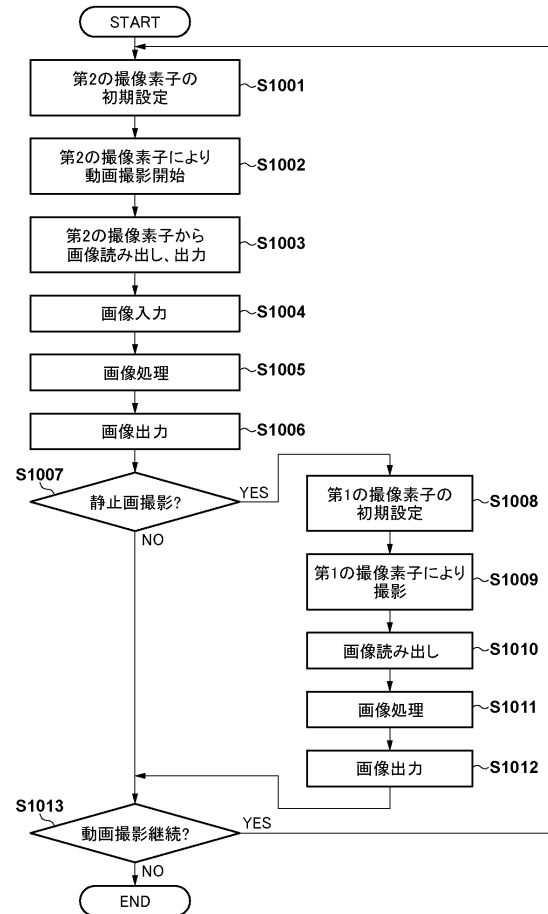 START
第2の撮像素子の
初期設定
S1001
第2の撮像素子により
動画撮影開始
S1002
第2の撮像素子から
画像読み出し、出力
S1003
画像入力
S1004
画像処理
S1005
画像出力
S1006
S1007
静止画撮影?
YES
NO
第1の撮像素子の
初期設定
S1008
第1の撮像素子により
撮影
S1009
画像読み出し
S1010
画像処理
S1011
画像出力
S1012
S1013
動画撮影継続?
YES
NO
END